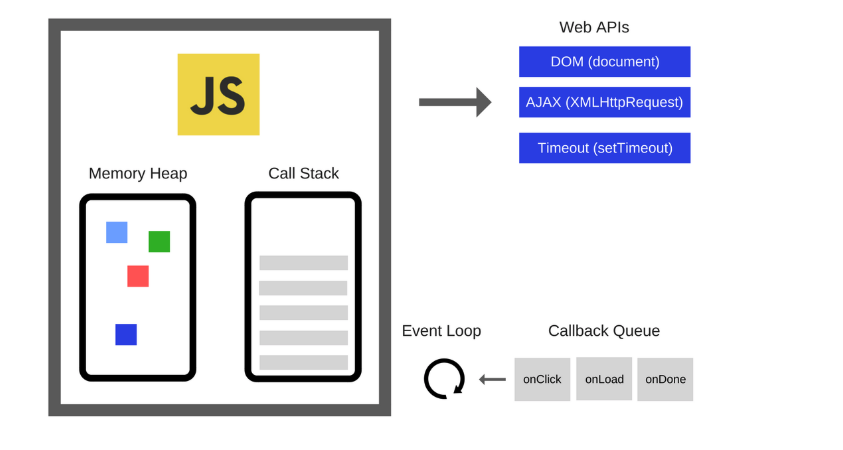 Web APIs
DOM (document)
JS
AJAX (XMLHttpRequest)
Timeout (setTimeout)
Memory Heap
Call Stack
Event Loop
Callback Queue
onClick
onLoad
onDone